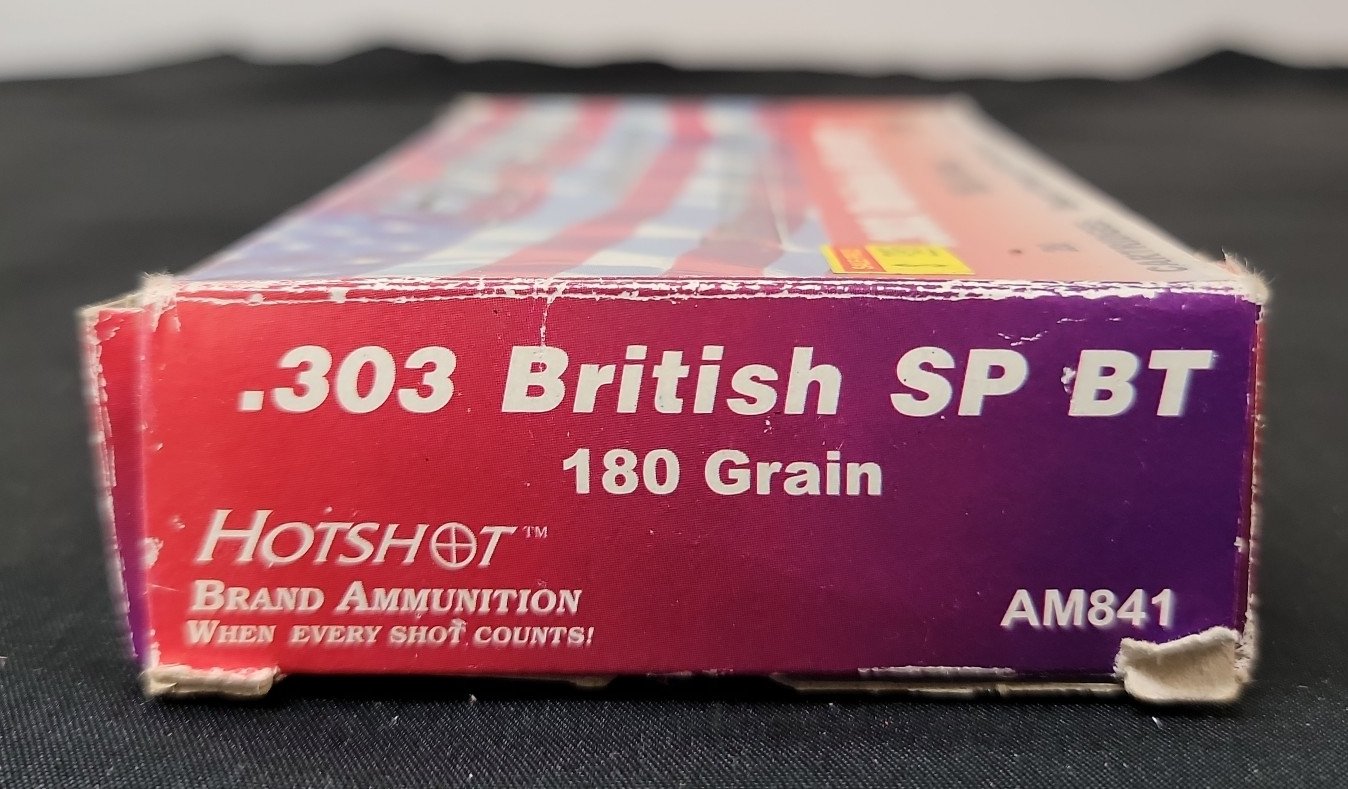 .303 British SP BT
180 Grain
HOTSHOT™
BRAND AMMUNITION
WHEN EVERY SHOT COUNTS!
AM841